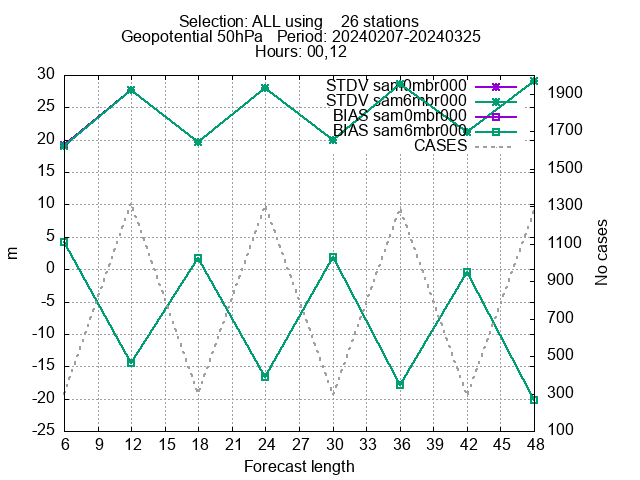 Selection: ALL using    26 stations
Geopotential 50hPa   Period: 20240207-20240325
Hours: 00,12
STDV sam0mbr000
STDV sam6mbr000
BIAS sam0mbr000
BIAS sam6mbr000
CASES
30
25
20
15
10
5
0
-5
-10
-15
-20
-25
m
1900
1700
1500
1300
1100
900
700
500
300
100
No cases
6 9 12 15 18 21 24 27 30 33 36 39 42 45 48
Forecast length